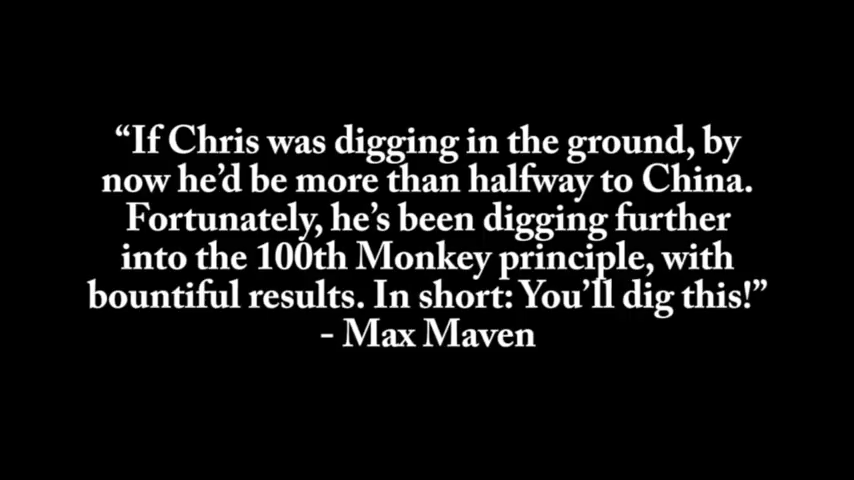 “If Chris was digging in the ground, by
now he’d be more than halfway to China.
Fortunately, he’s been digging further
into the 100th Monkey principle, with
bountiful results. In short: You’ll dig this!”
- Max Maven